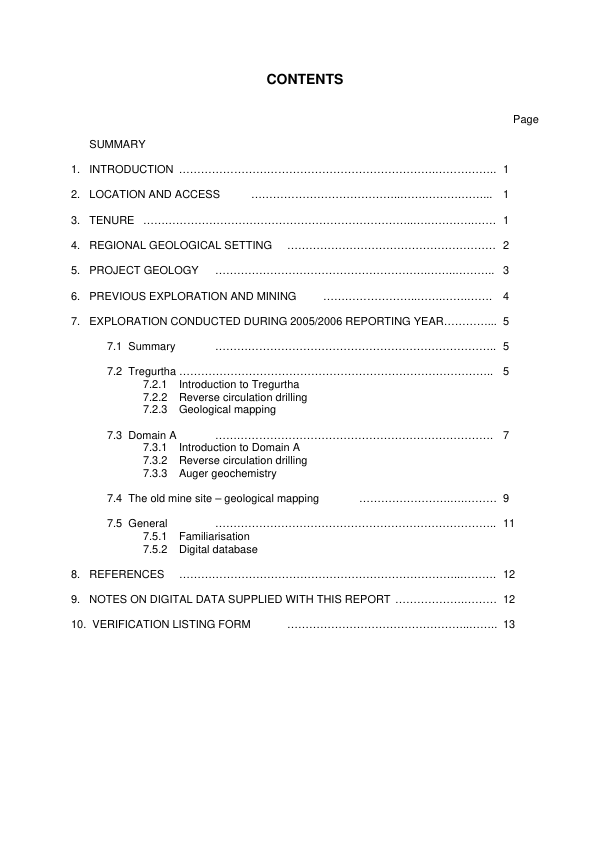 CONTENTS
Page
SUMMARY
1. INTRODUCTION ………………………………………………………………….……………….. 1
2. LOCATION AND ACCESS …………………………………..…….………………... 1
3. TENURE ………………………………………………………………...……………….…… 1
4. REGIONAL GEOLOGICAL SETTING ………………………………………………… 2
5. PROJECT GEOLOGY ………………………………………………………..……….. 3
6. PREVIOUS EXPLORATION AND MINING ……………………..…….…….……. 4
7. EXPLORATION CONDUCTED DURING 2005/2006 REPORTING YEAR………….. 5
7.1 Summary ………………………………………………………………….. 5
7.2 Tregurtha ………………………………………………………………………….. 5
7.2.1 Introduction to Tregurtha
7.2.2 Reverse circulation drilling
7.2.3 Geological mapping
7.3 Domain A …………………………………………………………………. 7
7.3.1 Introduction to Domain A
7.3.2 Reverse circulation drilling
7.3.3 Auger geochemistry
7.4 The old mine site – geological mapping ……………………….……… 9
7.5 General ………………………………………………………………….. 11
7.5.1 Familiarisation
7.5.2 Digital database
8. REFERENCES …………………………………………………………………...………. 12
9. NOTES ON DIGITAL DATA SUPPLIED WITH THIS REPORT ……………….……… 12
10. VERIFICATION LISTING FORM …………………………………………..…….. 13